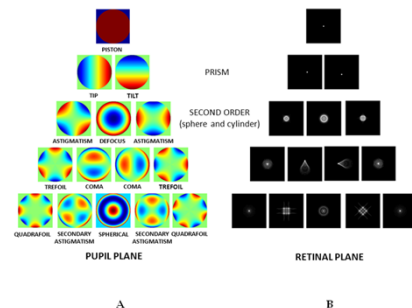 PISTON
PRISM
TIP TILT
SECOND ORDER
(sphere and cylinder)
ASTIGMATISM DEFOCUS ASTIGMATISM
TREFOIL COMA COMA TREFOIL
QUADRAFOIL SECONDARY ASTIGMATISM SPHERICAL SECONDARY ASTIGMATISM QUADRAFOIL
PUPIL PLANE RETINAL PLANE
A B